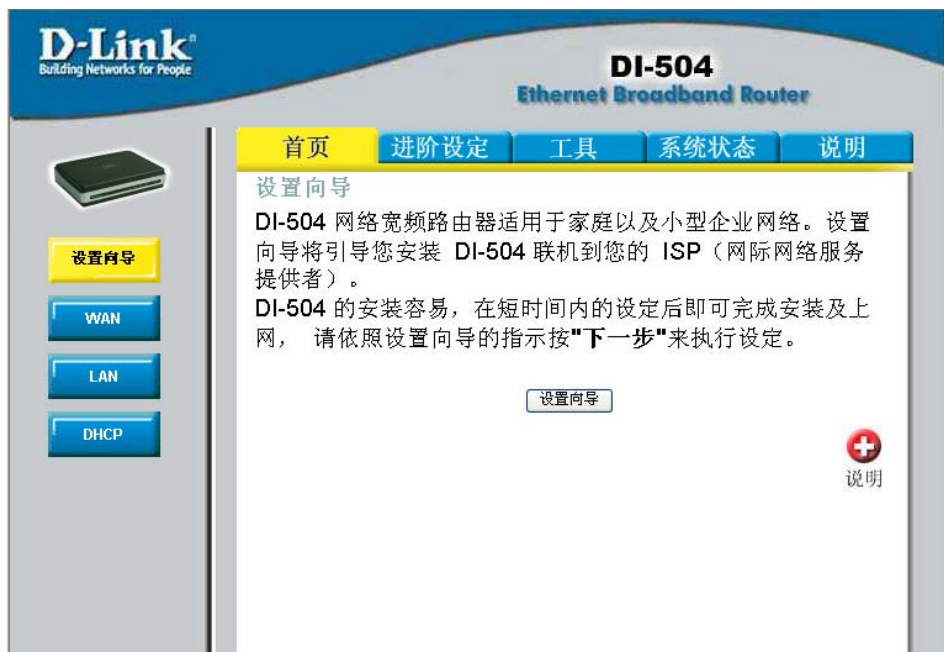 D-Link
Building Networks for People
DI-504
Ethernet Broadband Router
首页 进阶设定 工具 系统状态 说明
设置向导
WAN
LAN
DHCP
设置向导
DI-504 网络宽频路由器适用于家庭以及小型企业网络。设置
向导将引导您安装 DI-504 联机到您的 ISP（网际网络服务
提供者）。
DI-504 的安装容易，在短时间内的设定后即可完成安装及上
网， 请依照设置向导的指示按"下一步"来执行设定。
设置向导
说明